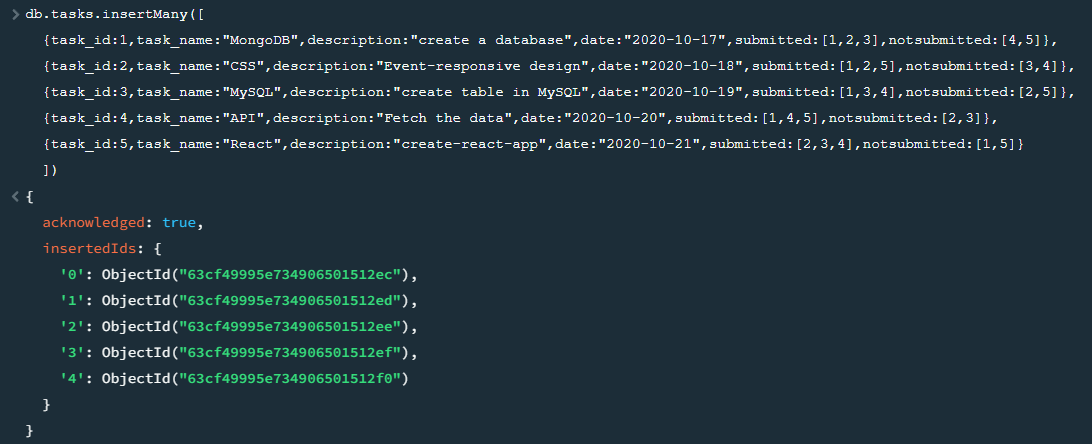 > db.tasks.insertMany([
{task_id:1,task_name:"MongoDB",description:"create a database",date:"2020-10-17",submitted:[1,2,3],notsubmitted:[4,5]},
{task_id:2,task_name:"CSS",description:"Event-responsive design",date:"2020-10-18",submitted:[1,2,5],notsubmitted:[3,4]},
{task_id:3,task_name:"MySQL",description:"create table in MySQL",date:"2020-10-19",submitted:[1,3,4],notsubmitted:[2,5]},
{task_id:4,task_name:"API",description:"Fetch the data",date:"2020-10-20",submitted:[1,4,5],notsubmitted:[2,3]},
{task_id:5,task_name:"React",description:"create-react-app",date:"2020-10-21",submitted:[2,3,4],notsubmitted:[1,5]}
])
< {
acknowledged: true,
insertedIds: {
'0': ObjectId("63cf49995e734906501512ec"),
'1': ObjectId("63cf49995e734906501512ed"),
'2': ObjectId("63cf49995e734906501512ee"),
'3': ObjectId("63cf49995e734906501512ef"),
'4': ObjectId("63cf49995e734906501512f0")
}
}